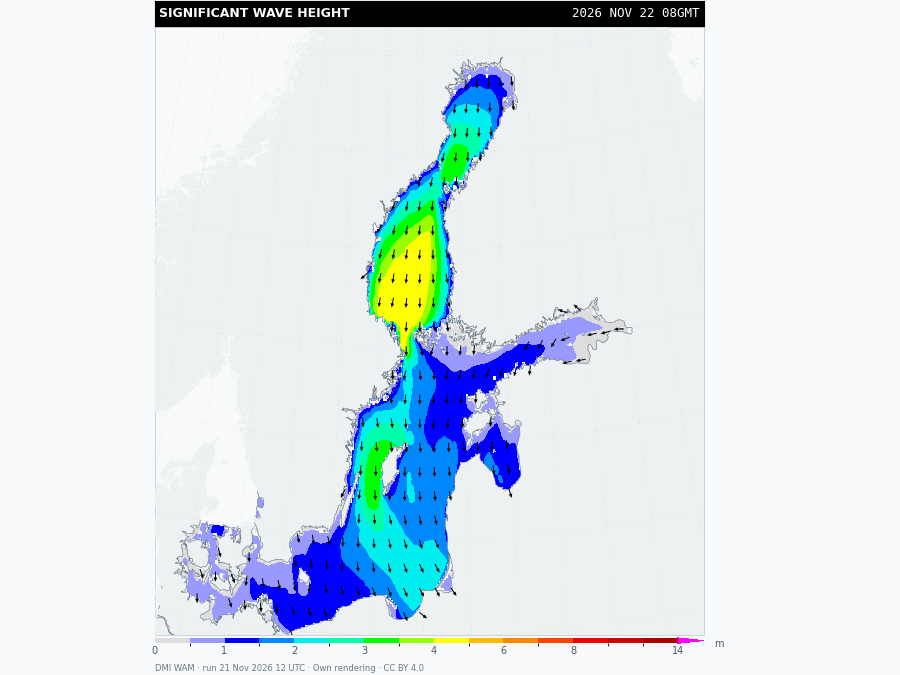 SIGNIFICANT WAVE HEIGHT 2026 NOV 22 08GMT
0 1 2 3 4 6 8 14 m
DMI WAM · run 21 Nov 2026 12 UTC · Own rendering · CC BY 4.0